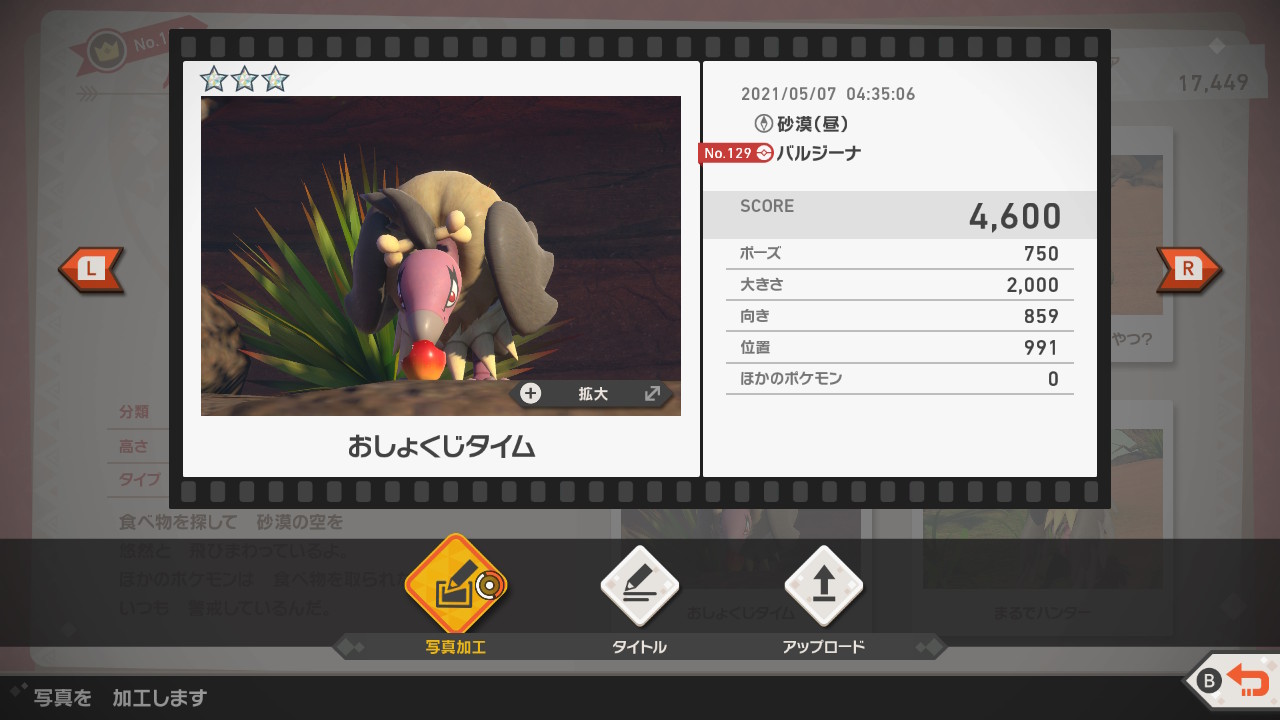 No.1
17,449
2021/05/07 04:35:06
砂漠(昼)
No.129 バルジーナ
SCORE 4,600
ポーズ 750
大きさ 2,000
向き 859
位置 991
ほかのポケモン 0
L
R
拡大
おしょくじタイム
やつ?
分類
高さ
タイプ
食べ物を探して 砂漠の空を
飛びまわっているよ。
ほかのポケモンは 食べ物を取られ
いつも 警戒しているんだ。
おしょくじタイム
まるでハンター
写真加工
タイトル
アップロード
写真を 加工します
B